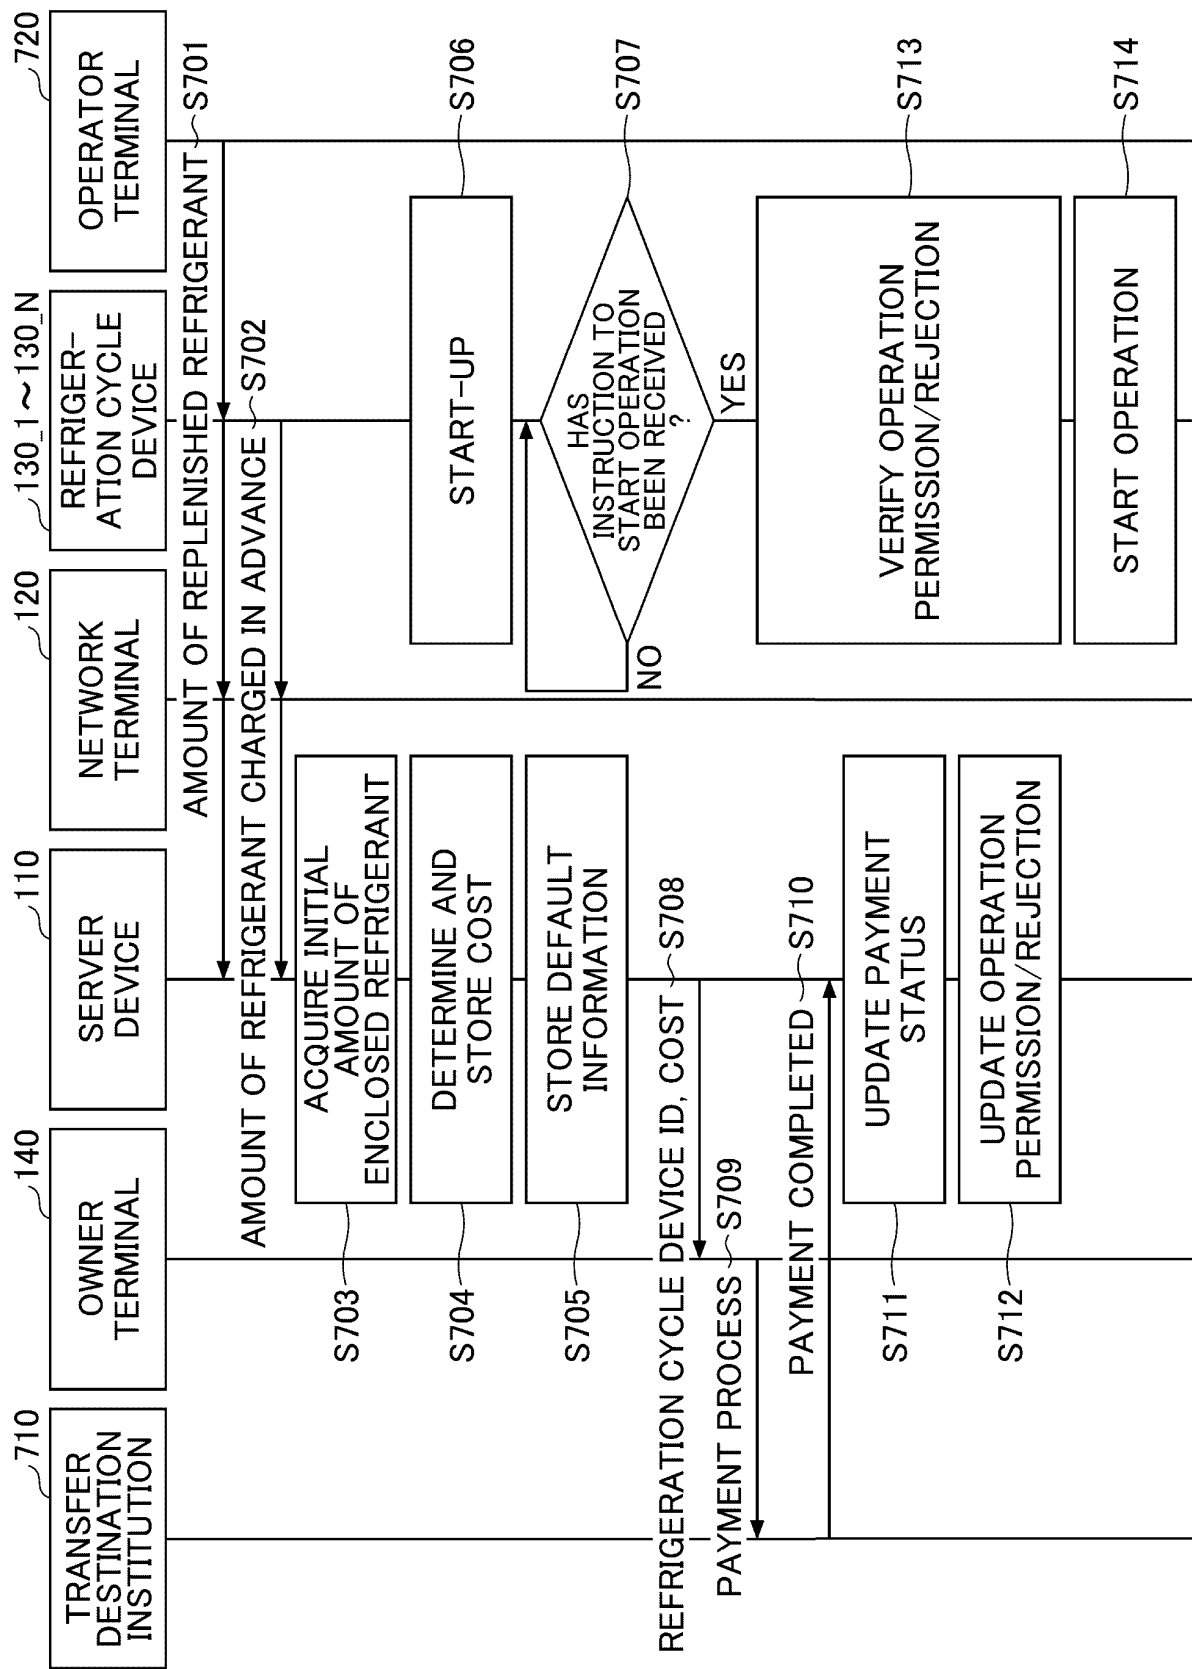 710
TRANSFER
DESTINATION
INSTITUTION
140
OWNER
TERMINAL
110
SERVER
DEVICE
120
NETWORK
TERMINAL
130_1～130_N
REFRIGER-
ATION CYCLE
DEVICE
720
OPERATOR
TERMINAL
AMOUNT OF REPLENISHED REFRIGERANT
S701
AMOUNT OF REFRIGERANT CHARGED IN ADVANCE
S702
S703
ACQUIRE INITIAL
AMOUNT OF
ENCLOSED REFRIGERANT
S704
DETERMINE AND
STORE COST
START-UP
S706
S705
STORE DEFAULT
INFORMATION
NO
HAS
INSTRUCTION TO
START OPERATION
BEEN RECEIVED
?
S707
YES
REFRIGERATION CYCLE DEVICE ID, COST
S708
PAYMENT PROCESS
S709
PAYMENT COMPLETED
S710
S711
UPDATE PAYMENT
STATUS
VERIFY OPERATION
PERMISSION/REJECTION
S713
S712
UPDATE OPERATION
PERMISSION/REJECTION
START OPERATION
S714